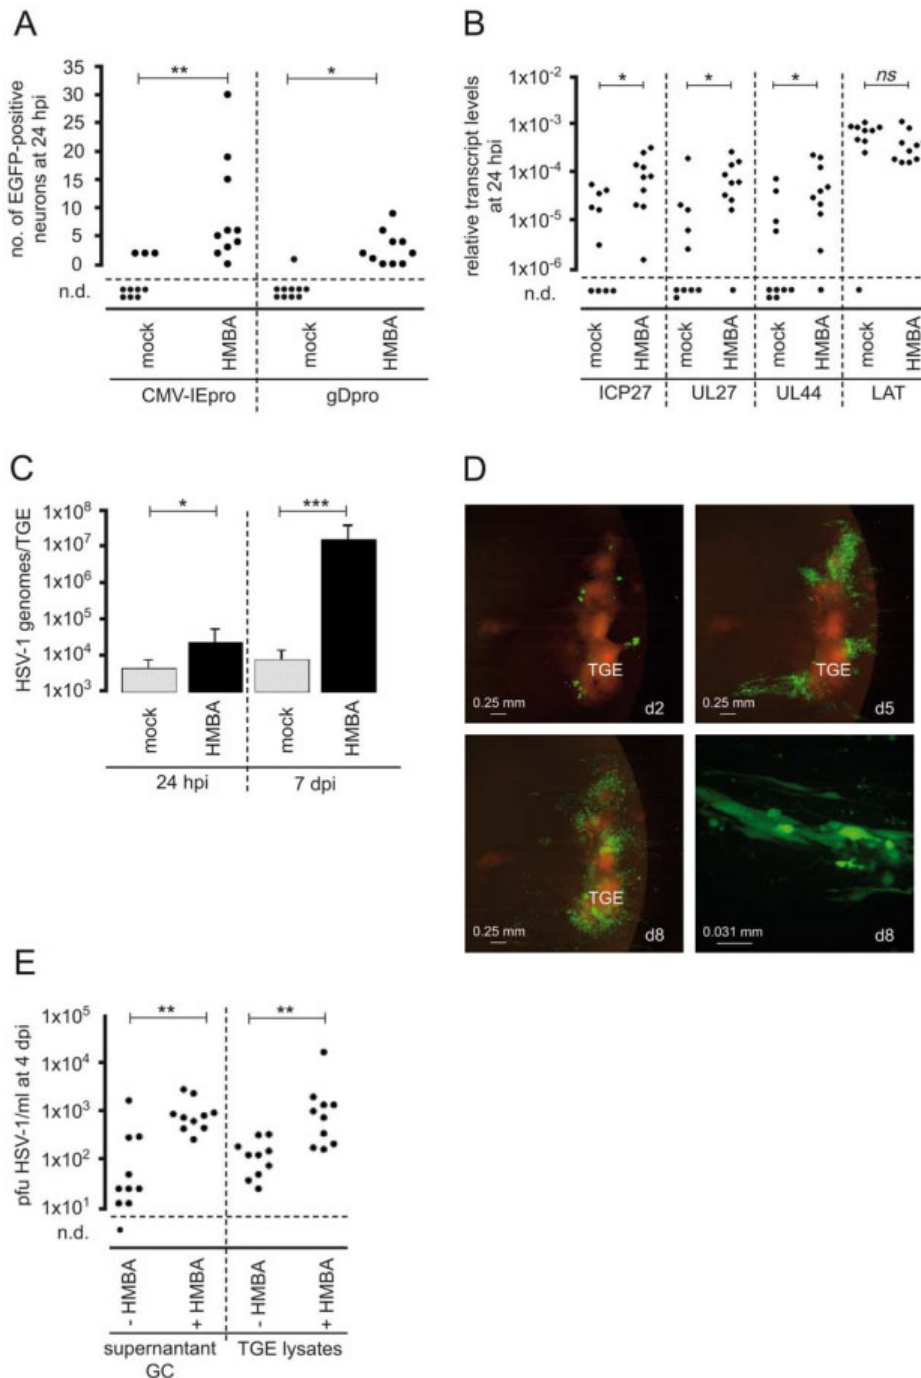 A
no. of EGFP-positive
neurons at 24 hpi
35
30
25
20
15
10
5
0
n.d.
**
*
mock
HMBA
mock
HMBA
CMV-IEpro
gDpro
B
relative transcript levels
at 24 hpi
1x10-2
1x10-3
1x10-4
1x10-5
1x10-6
n.d.
*
*
*
ns
mock
HMBA
mock
HMBA
mock
HMBA
mock
HMBA
ICP27
UL27
UL44
LAT
C
HSV-1 genomes/TGE
1x108
1x107
1x106
1x105
1x104
1x103
*
***
mock
HMBA
mock
HMBA
24 hpi
7 dpi
D
TGE
0.25 mm
d2
TGE
0.25 mm
d5
TGE
0.25 mm
d8
0.031 mm
d8
E
pfu HSV-1/ml at 4 dpi
1x105
1x104
1x103
1x102
1x101
n.d.
**
**
- HMBA
+ HMBA
- HMBA
+ HMBA
supernantant
GC
TGE lysates